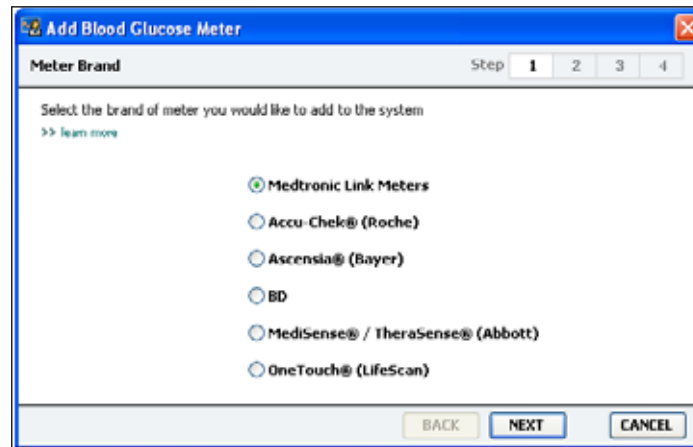 Add Blood Glucose Meter
Meter Brand Step 1 2 3 4
Select the brand of meter you would like to add to the system
>> learn more
Medtronic Link Meters
Accu-Chek® (Roche)
Ascensia® (Bayer)
BD
MediSense® / TheraSense® (Abbott)
OneTouch® (LifeScan)
BACK NEXT CANCEL